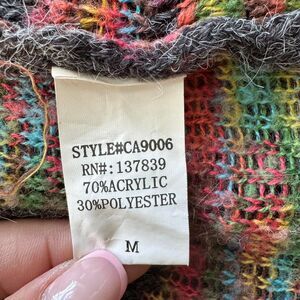 STYLE#CA9006
RN#:137839
70%ACRYLIC
30%POLYESTER
M